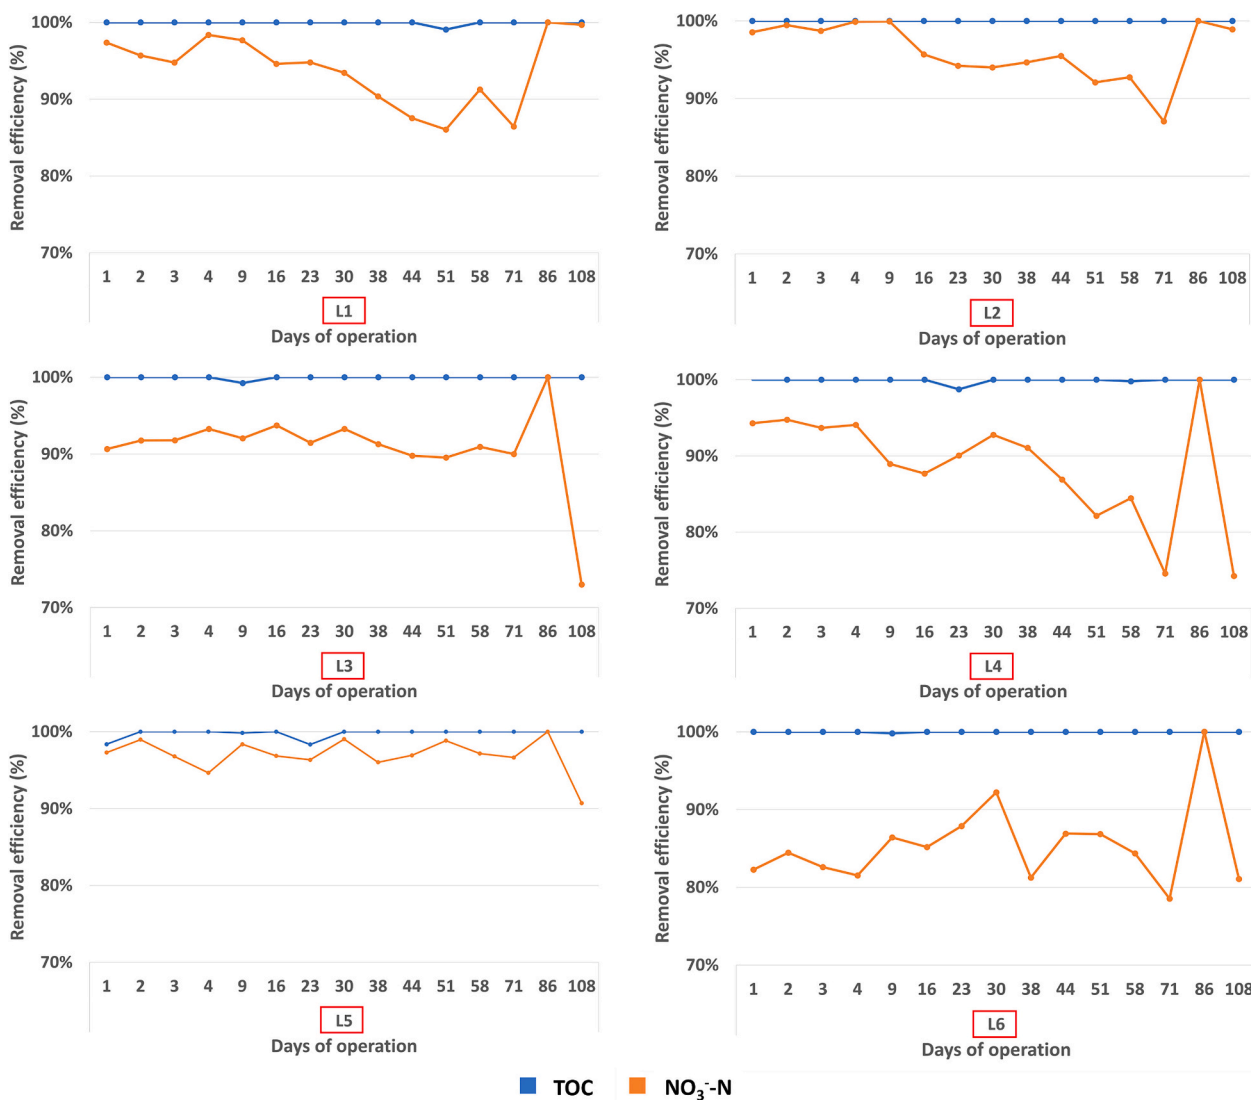 Removal efficiency (%)
100%
90%
80%
70%
1 2 3 4 9 16 23 30 38 44 51 58 71 86 108
L1
Days of operation
Removal efficiency (%)
100%
90%
80%
70%
1 2 3 4 9 16 23 30 38 44 51 58 71 86 108
L2
Days of operation
Removal efficiency (%)
100%
90%
80%
70%
1 2 3 4 9 16 23 30 38 44 51 58 71 86 108
L3
Days of operation
Removal efficiency (%)
100%
90%
80%
70%
1 2 3 4 9 16 23 30 38 44 51 58 71 86 108
L4
Days of operation
Removal efficiency (%)
100%
90%
80%
70%
1 2 3 4 9 16 23 30 38 44 51 58 71 86 108
L5
Days of operation
Removal efficiency (%)
100%
90%
80%
70%
1 2 3 4 9 16 23 30 38 44 51 58 71 86 108
L6
Days of operation
TOC NO₃⁻-N